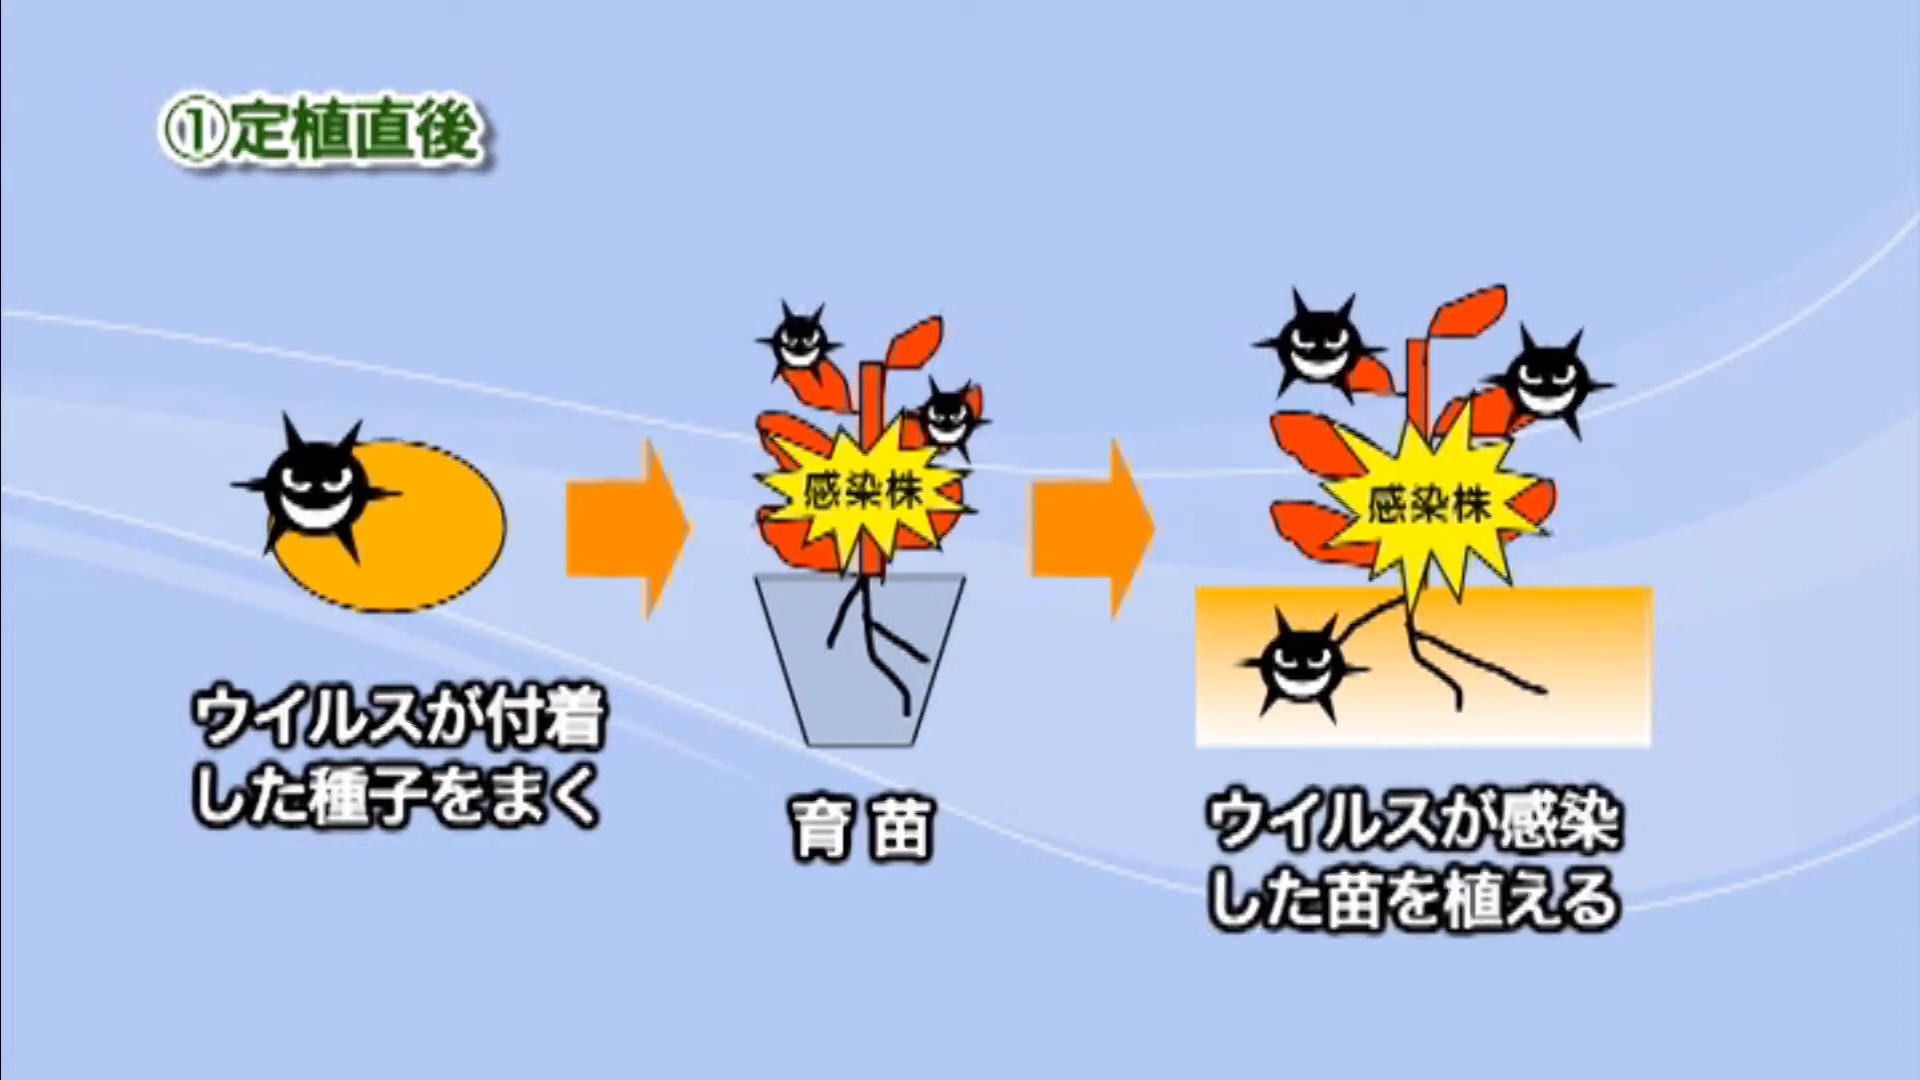 ①定植直後
感染株
感染株
ウイルスが付着
した種子をまく
育苗
ウイルスが感染
した苗を植える